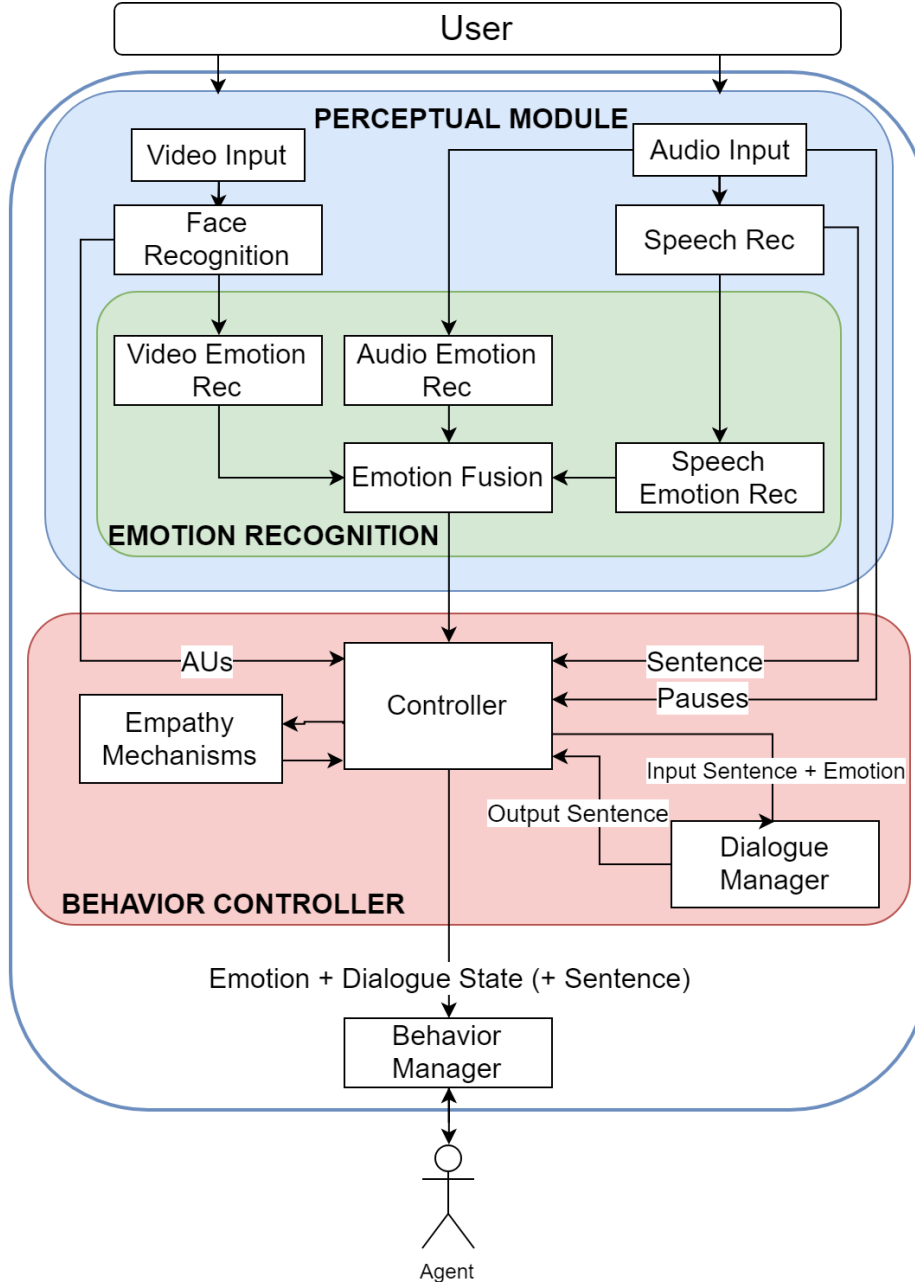 User
PERCEPTUAL MODULE
Video Input
Audio Input
Face
Recognition
Speech Rec
Video Emotion
Rec
Audio Emotion
Rec
Emotion Fusion
Speech
Emotion Rec
EMOTION RECOGNITION
AUs
Controller
Sentence
Pauses
Empathy
Mechanisms
Input Sentence + Emotion
Output Sentence
Dialogue
Manager
BEHAVIOR CONTROLLER
Emotion + Dialogue State (+ Sentence)
Behavior
Manager
Agent